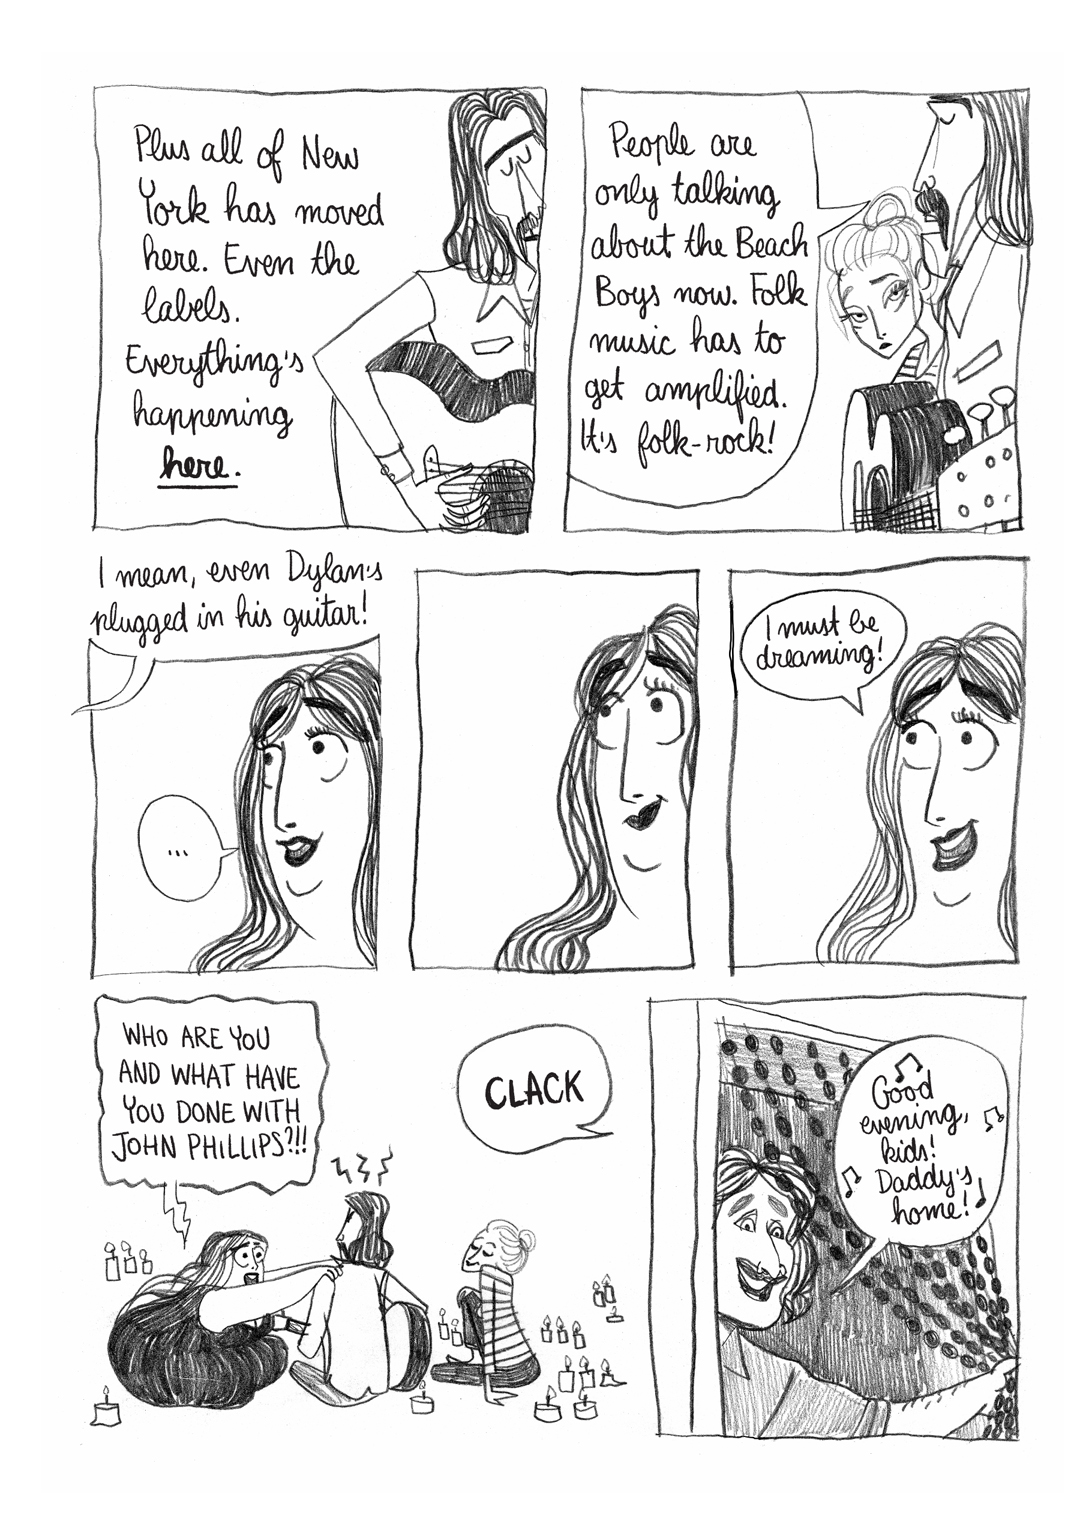 Plus all of New
York has moved
here. Even the
labels.
Everything's
happening
here.
People are
only talking
about the Beach
Boys now. Folk
music has to
get amplified.
It's folk-rock!
I mean, even Dylan's
plugged in his guitar!
...
I must be
dreaming!
WHO ARE YOU
AND WHAT HAVE
YOU DONE WITH
JOHN PHILLIPS?!!!
CLACK
Good
evening,
kids!
Daddy's
home!